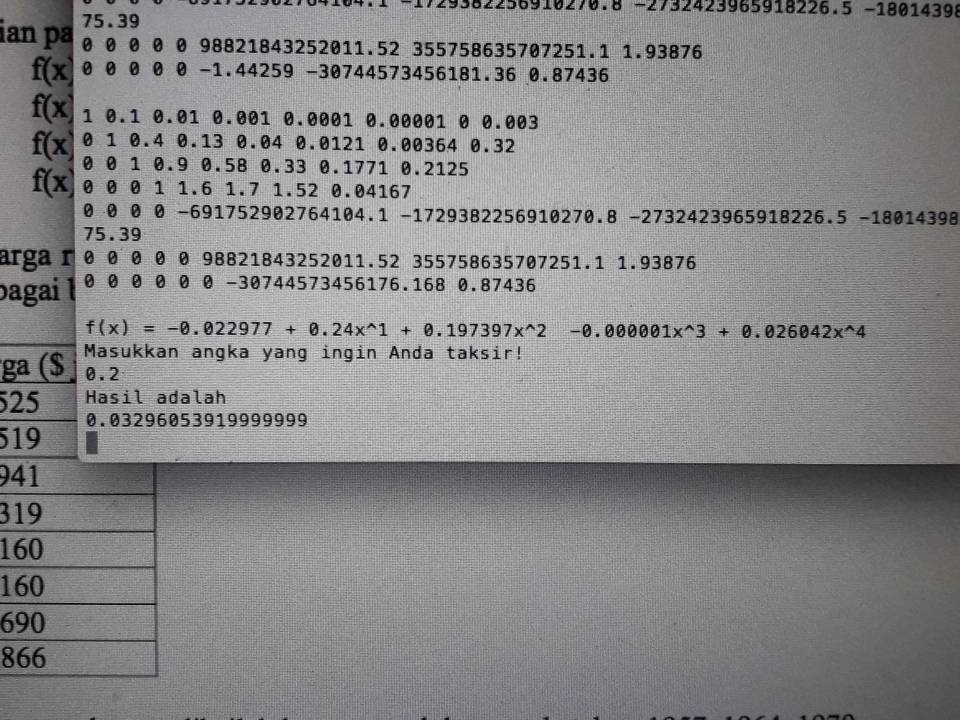 0 0 0 0 -691752902764104.1 -1729382256910270.8 -2732423965918226.5 -18014398
75.39
0 0 0 0 0 98821843252011.52 355758635707251.1 1.93876
0 0 0 0 0 -1.44259 -30744573456181.36 0.87436
1 0.1 0.01 0.001 0.0001 0.00001 0 0.003
0 1 0.4 0.13 0.04 0.0121 0.00364 0.32
0 0 1 0.9 0.58 0.33 0.1771 0.2125
0 0 0 1 1.6 1.7 1.52 0.04167
0 0 0 0 -691752902764104.1 -1729382256910270.8 -2732423965918226.5 -18014398
75.39
0 0 0 0 0 98821843252011.52 355758635707251.1 1.93876
0 0 0 0 0 0 -30744573456176.168 0.87436
f(x) = -0.022977 + 0.24x^1 + 0.197397x^2 -0.000001x^3 + 0.026042x^4
Masukkan angka yang ingin Anda taksir!
0.2
Hasil adalah
0.03296053919999999
ian pa
f(x)
f(x)
f(x)
f(x)
arga r
bagai
ga ($
525
519
941
319
160
160
690
866